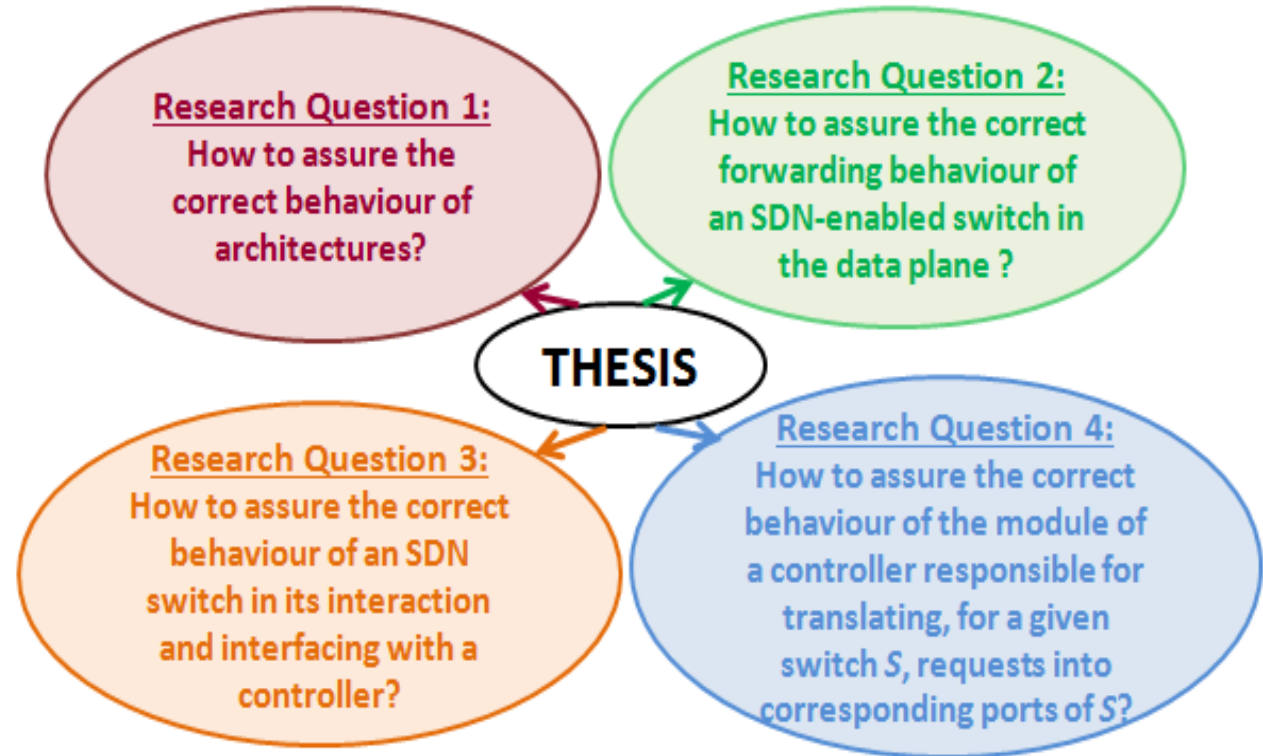 Research Question 1:
How to assure the
correct behaviour of
architectures?
Research Question 2:
How to assure the correct
forwarding behaviour of
an SDN-enabled switch in
the data plane ?
THESIS
Research Question 3:
How to assure the correct
behaviour of an SDN
switch in its interaction
and interfacing with a
controller?
Research Question 4:
How to assure the correct
behaviour of the module of
a controller responsible for
translating, for a given
switch S, requests into
corresponding ports of S?